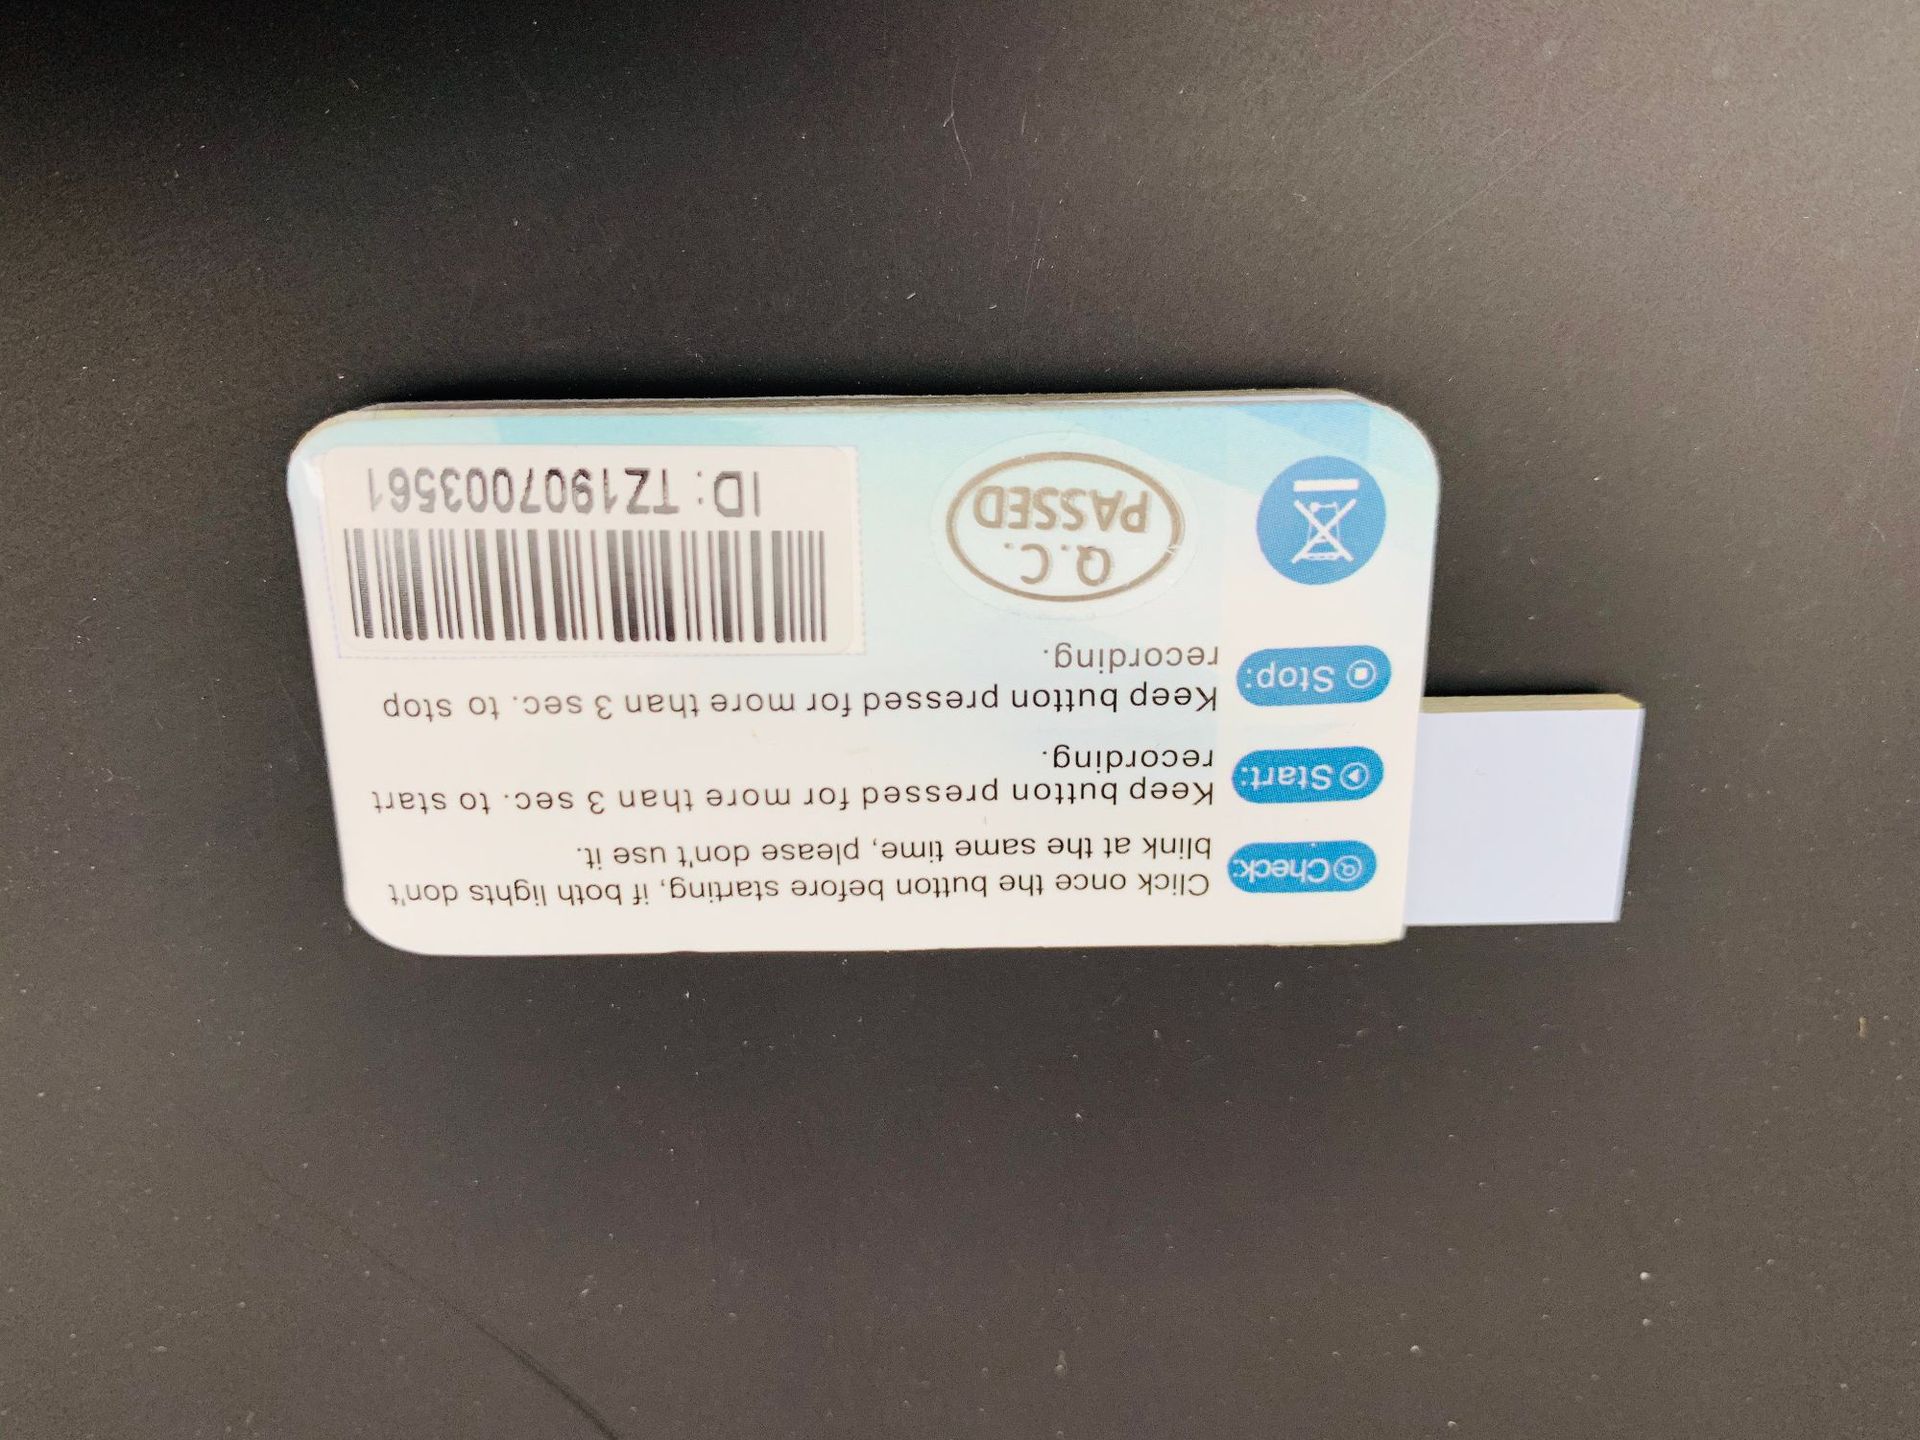 Check:
Click once the button before starting, if both lights don't
blink at the same time, please don't use it.
Start:
Keep button pressed for more than 3 sec. to start
recording.
Stop:
Keep button pressed for more than 3 sec. to stop
recording.
Q.C.
PASSED
ID: TZ1907003561